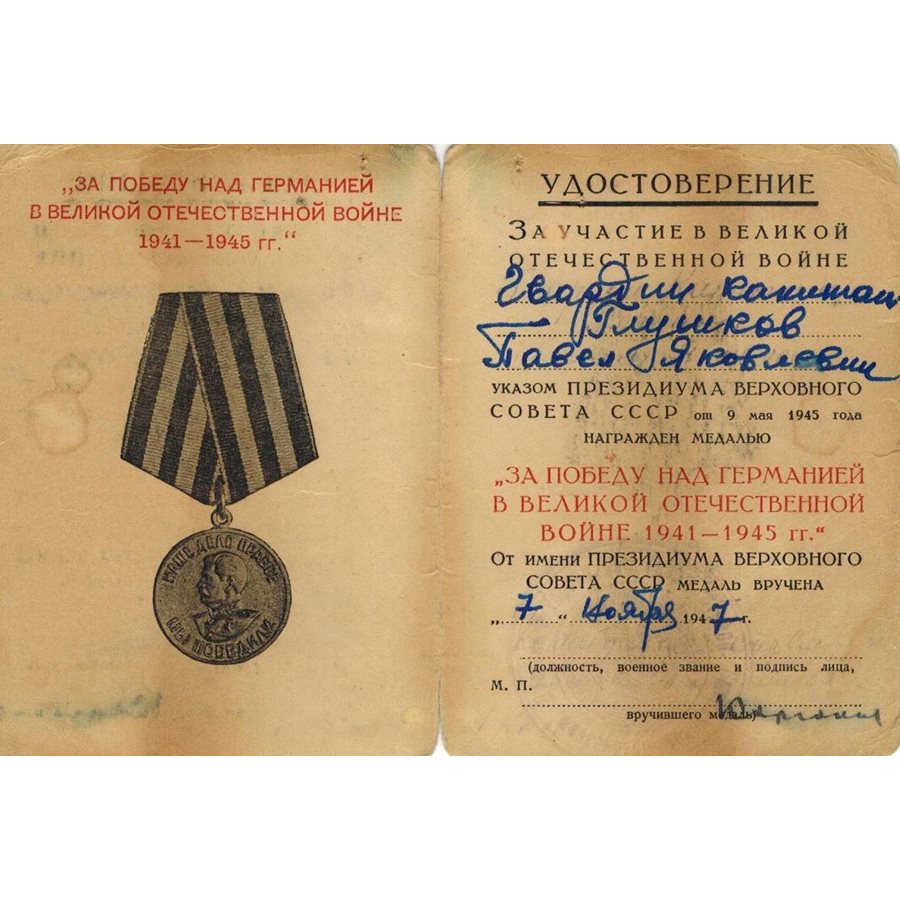 „ЗА ПОБЕДУ НАД ГЕРМАНИЕЙ
В ВЕЛИКОЙ ОТЕЧЕСТВЕННОЙ ВОЙНЕ
1941—1945 гг.“
НАШЕ ДЕЛО ПРАВОЕ
МЫ ПОБЕДИЛИ
УДОСТОВЕРЕНИЕ
ЗА УЧАСТИЕ В ВЕЛИКОЙ
ОТЕЧЕСТВЕННОЙ ВОЙНЕ
Гвардии капитан
Глушков
Павел Яковлевич
УКАЗОМ ПРЕЗИДИУМА ВЕРХОВНОГО
СОВЕТА СССР от 9 мая 1945 года
НАГРАЖДЕН МЕДАЛЬЮ
„ЗА ПОБЕДУ НАД ГЕРМАНИЕЙ
В ВЕЛИКОЙ ОТЕЧЕСТВЕННОЙ
ВОЙНЕ 1941—1945 гг.“
От имени ПРЕЗИДИУМА ВЕРХОВНОГО
СОВЕТА СССР МЕДАЛЬ ВРУЧЕНА
„ 7 “ Ноября 1947 г.
(должность, военное звание и подпись лица,
М. П.
вручившего медаль)